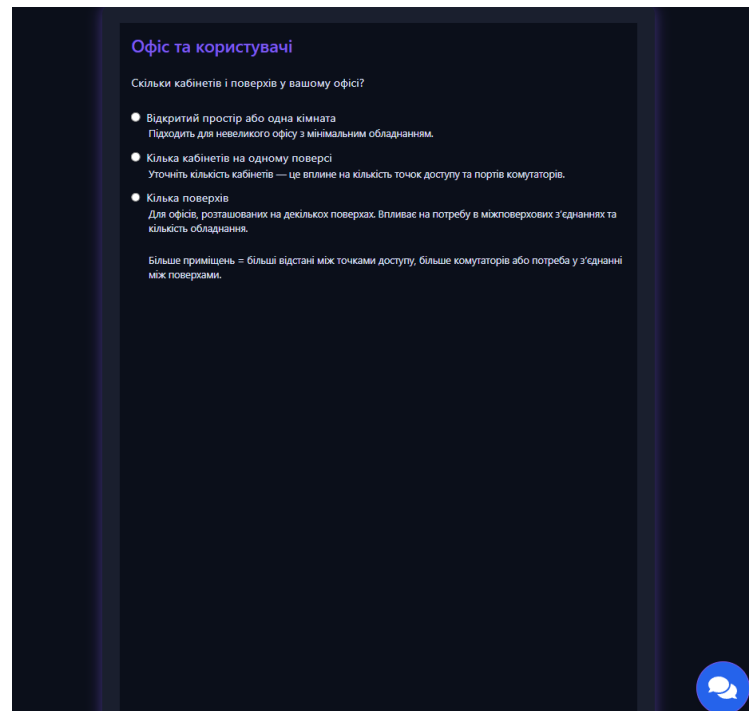 Офіс та користувачі
Скільки кабінетів і поверхів у вашому офісі?
Відкритий простір або одна кімната
Підходить для невеликого офісу з мінімальним обладнанням.
Кілька кабінетів на одному поверсі
Уточніть кількість кабінетів — це вплине на кількість точок доступу та портів комутаторів.
Кілька поверхів
Для офісів, розташованих на декількох поверхах. Впливає на потребу в міжповерхових з’єднаннях та
кількість обладнання.
Більше приміщень = більші відстані між точками доступу, більше комутаторів або потреба у з’єднанні
між поверхами.